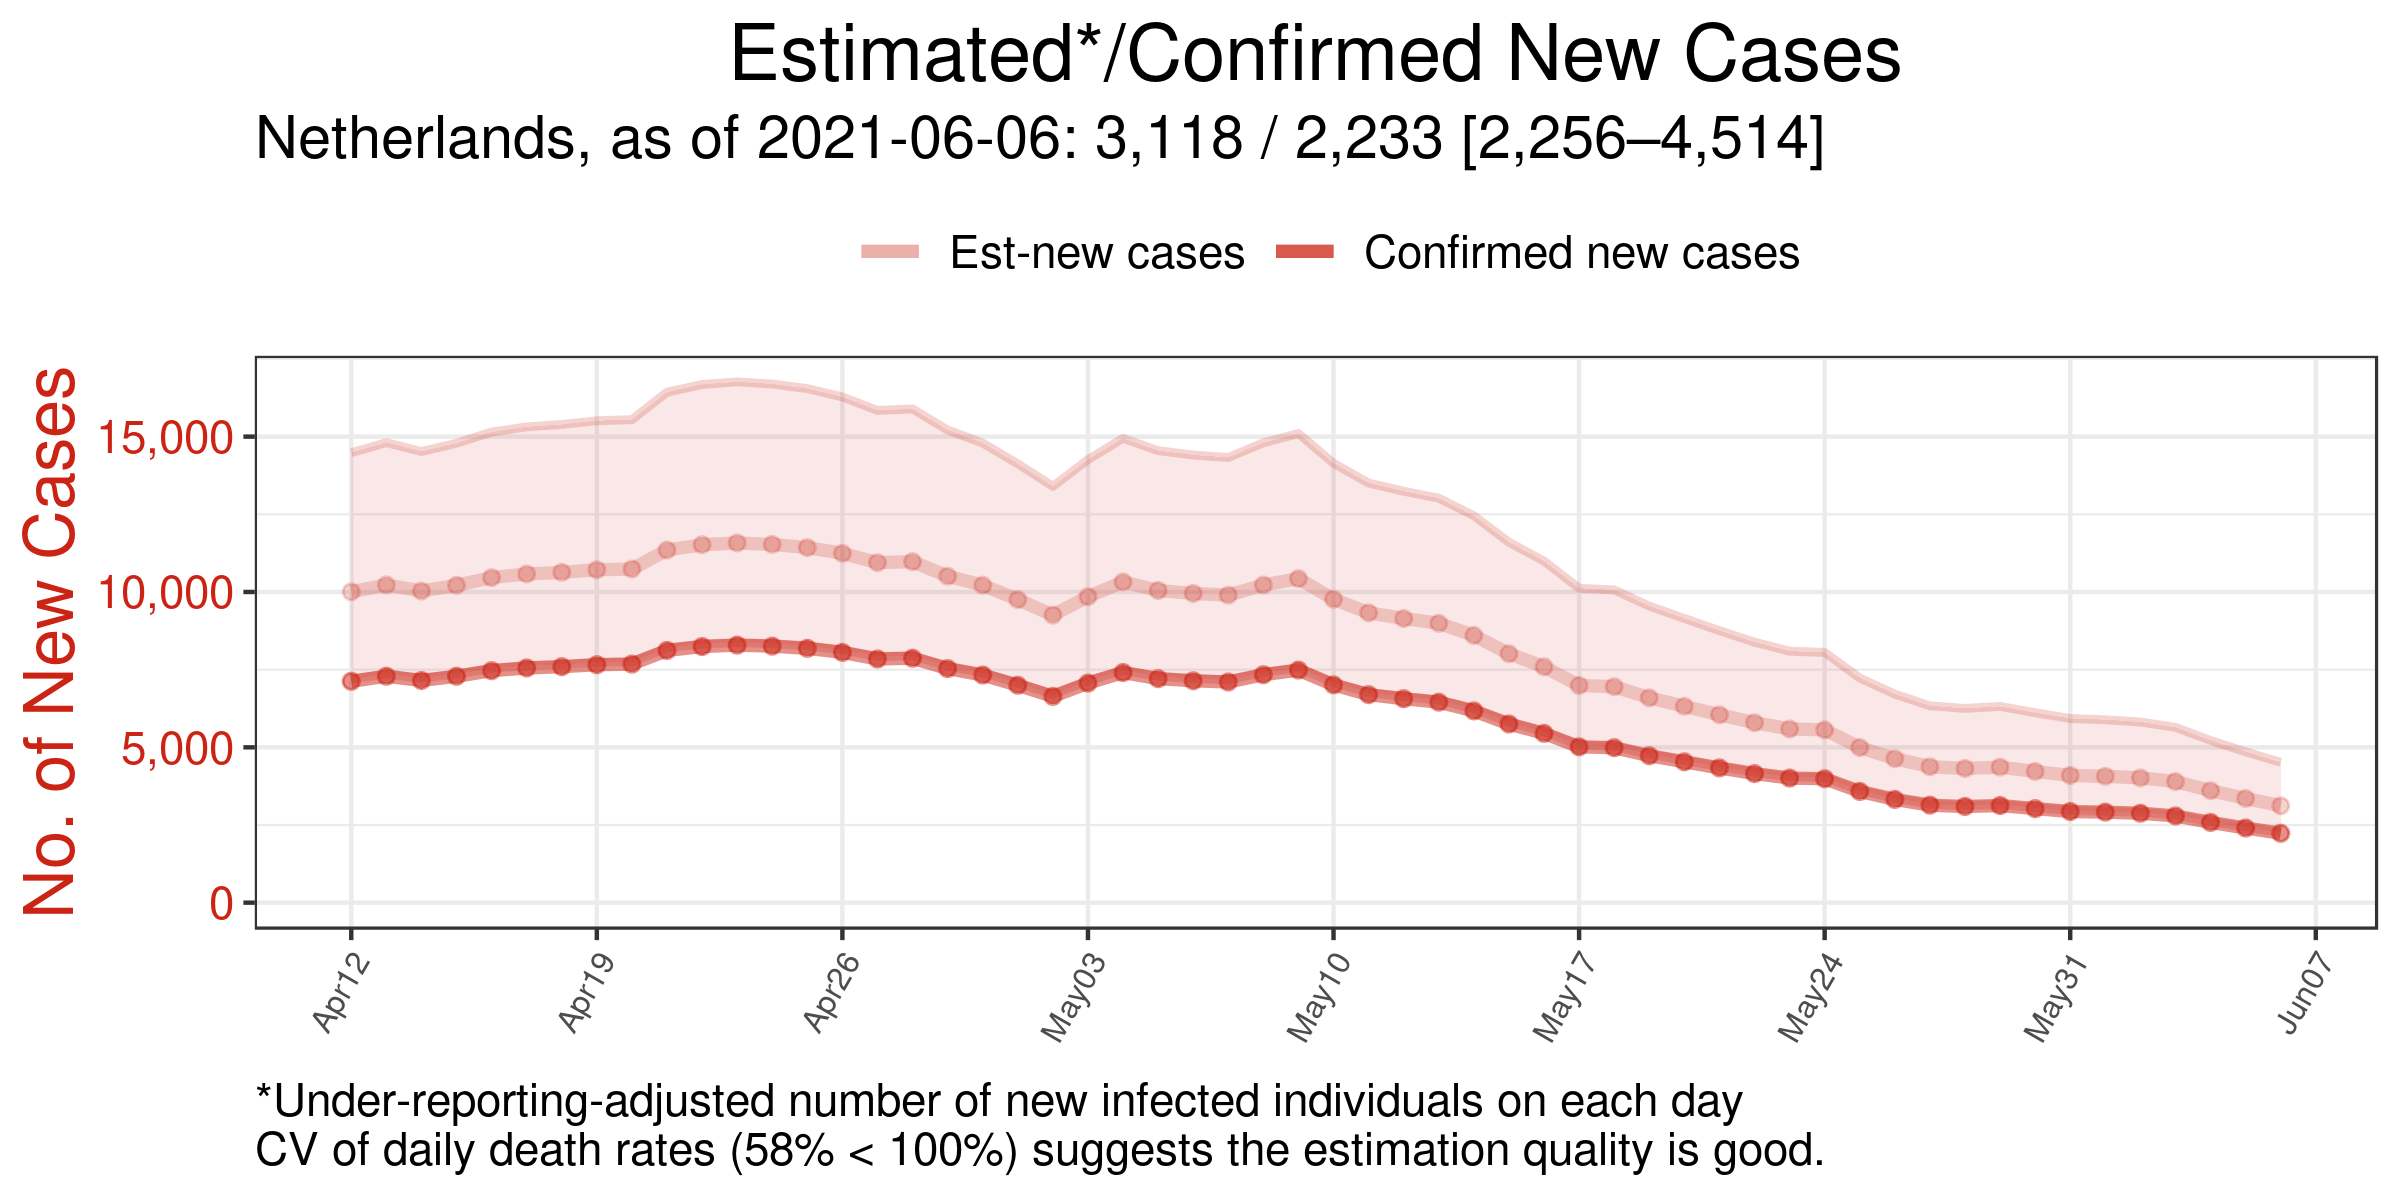 Estimated*/Confirmed New Cases
Netherlands, as of 2021-06-06: 3,118 / 2,233 [2,256–4,514]
Est-new cases
Confirmed new cases
No. of New Cases
15,000
10,000
5,000
0
Apr12
Apr19
Apr26
May03
May10
May17
May24
May31
Jun07
*Under-reporting-adjusted number of new infected individuals on each day
CV of daily death rates (58% < 100%) suggests the estimation quality is good.